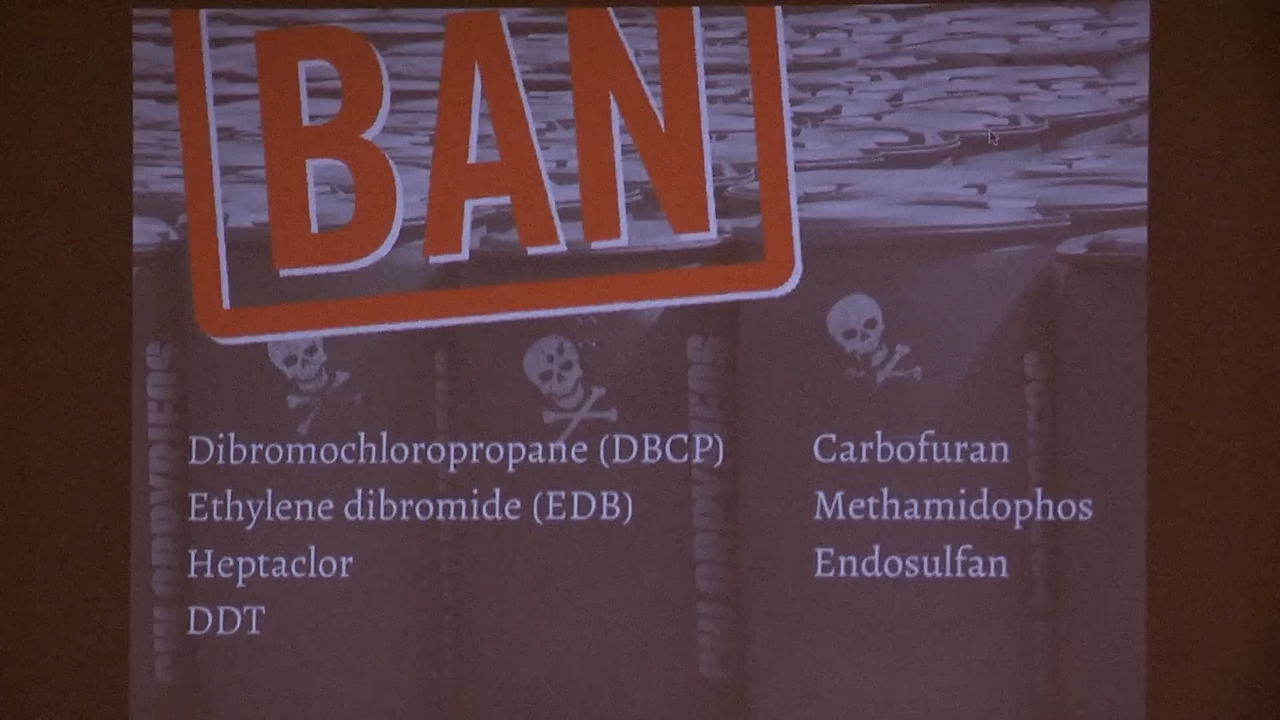 BAN
Dibromochloropropane (DBCP)
Ethylene dibromide (EDB)
Heptaclor
DDT
Carbofuran
Methamidophos
Endosulfan